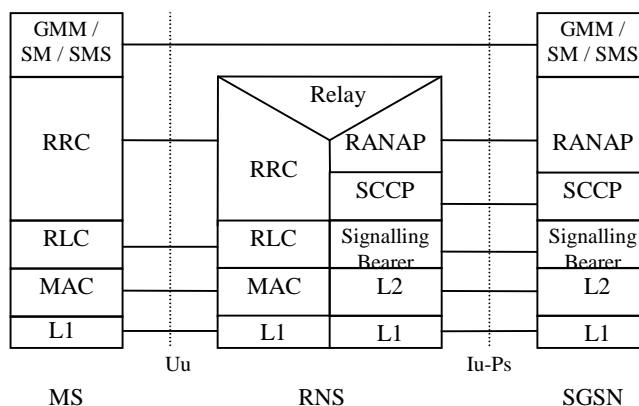 GMM /
SM / SMS
GMM /
SM / SMS
Relay
RRC
RRC
RANAP
RANAP
SCCP
SCCP
RLC
RLC
Signalling
Bearer
Signalling
Bearer
MAC
MAC
L2
L2
L1
L1
L1
L1
Uu
Iu-Ps
MS
RNS
SGSN